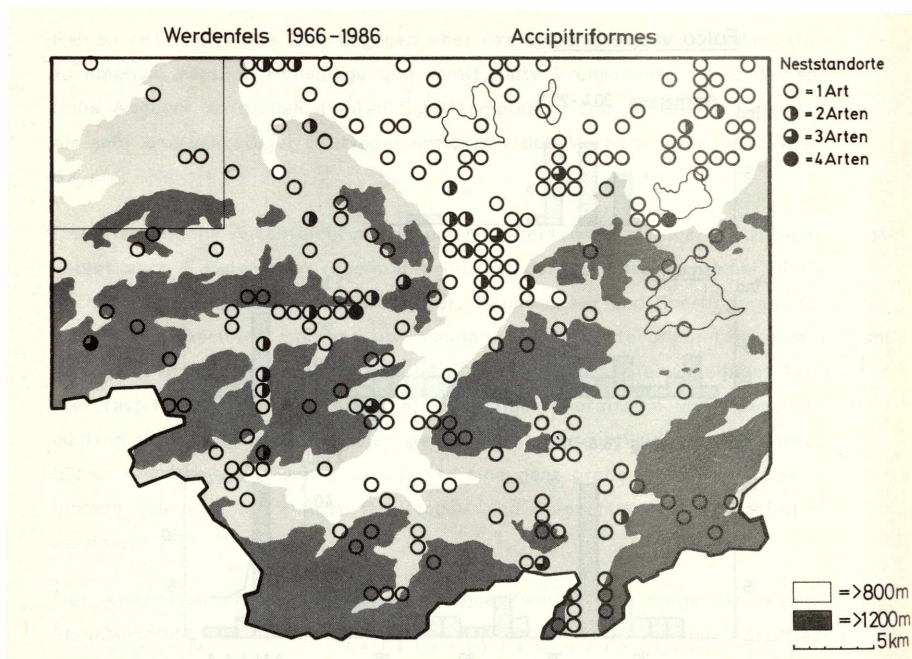 Werdenfels 1966-1986 Accipitriformes
Neststandorte
=1Art
=2Arten
=3Arten
=4Arten
=>800m
=>1200m
5km